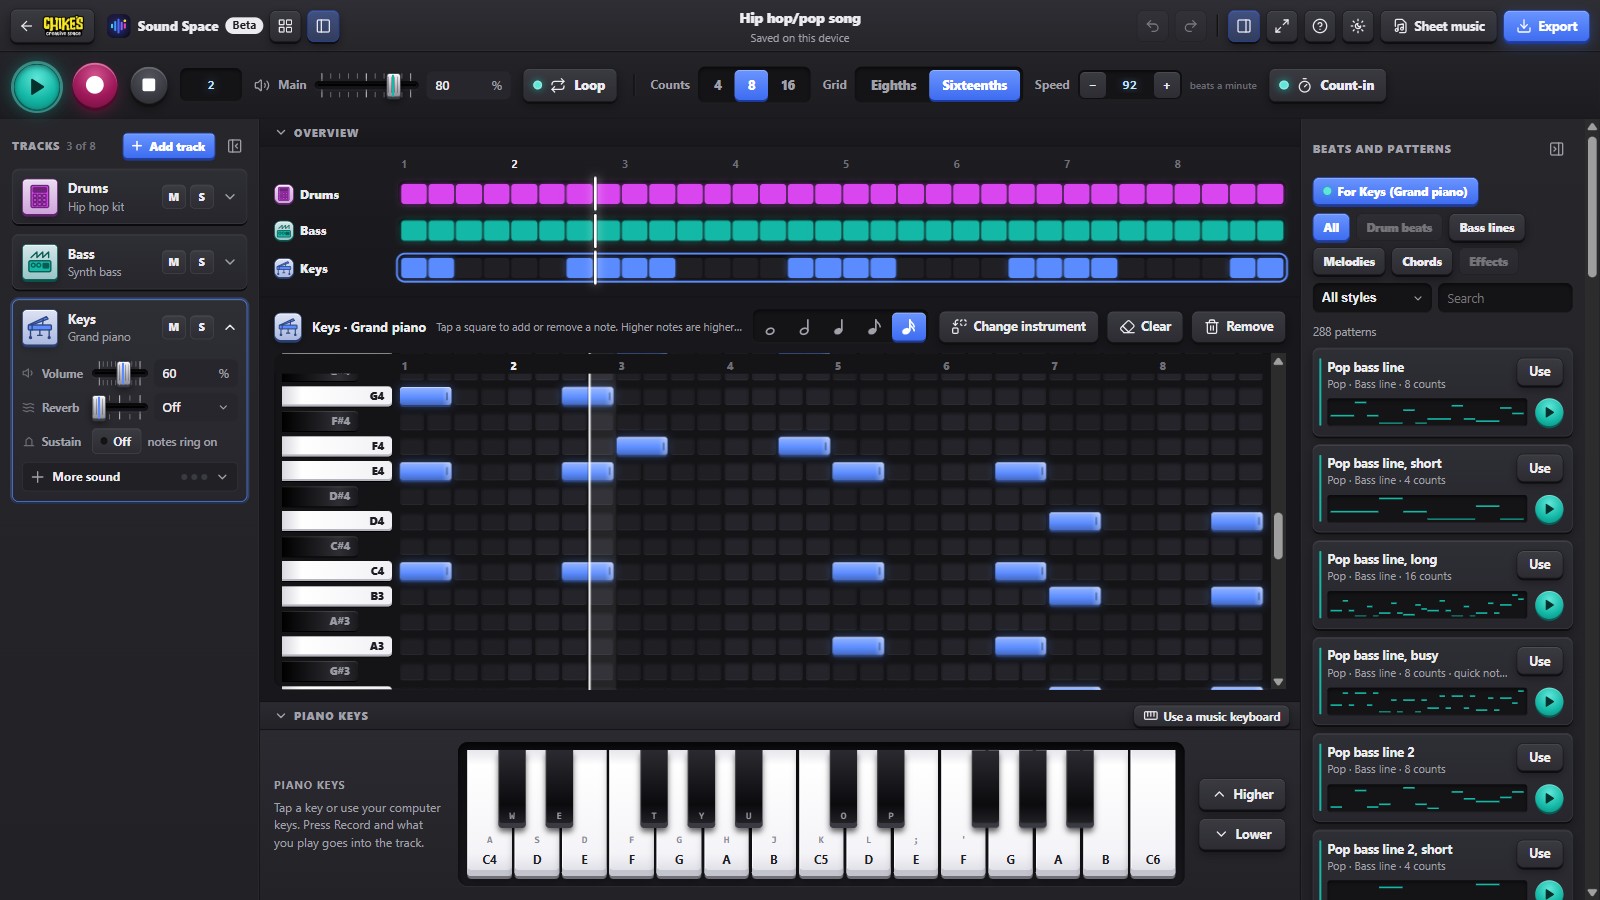 CHIKE'S
creative space
Sound Space Beta
Hip hop/pop song
Saved on this device
Sheet music
Export
2
Main
80 %
Loop
Counts 4 8 16
Grid Eighths Sixteenths
Speed − 92 + beats a minute
Count-in
TRACKS 3 of 8
+ Add track
Drums
Hip hop kit
M S
Bass
Synth bass
M S
Keys
Grand piano
M S
Volume 60 %
Reverb Off
Sustain Off notes ring on
+ More sound
OVERVIEW
1 2 3 4 5 6 7 8
Drums
Bass
Keys
Keys · Grand piano Tap a square to add or remove a note. Higher notes are higher...
Change instrument
Clear
Remove
1 2 3 4 5 6 7 8
G4
F#4
F4
E4
D#4
D4
C#4
C4
B3
A#3
A3
G#3
PIANO KEYS
Use a music keyboard
PIANO KEYS
Tap a key or use your computer
keys. Press Record and what
you play goes into the track.
W E T Y U O P
A S D F G H J K L ; '
C4 D E F G A B C5 D E F G A B C6
Higher
Lower
BEATS AND PATTERNS
For Keys (Grand piano)
All Drum beats Bass lines
Melodies Chords Effects
All styles
Search
288 patterns
Pop bass line
Pop · Bass line · 8 counts
Use
Pop bass line, short
Pop · Bass line · 4 counts
Use
Pop bass line, long
Pop · Bass line · 16 counts
Use
Pop bass line, busy
Pop · Bass line · 8 counts · quick not...
Use
Pop bass line 2
Pop · Bass line · 8 counts
Use
Pop bass line 2, short
Pop · Bass line · 4 counts
Use